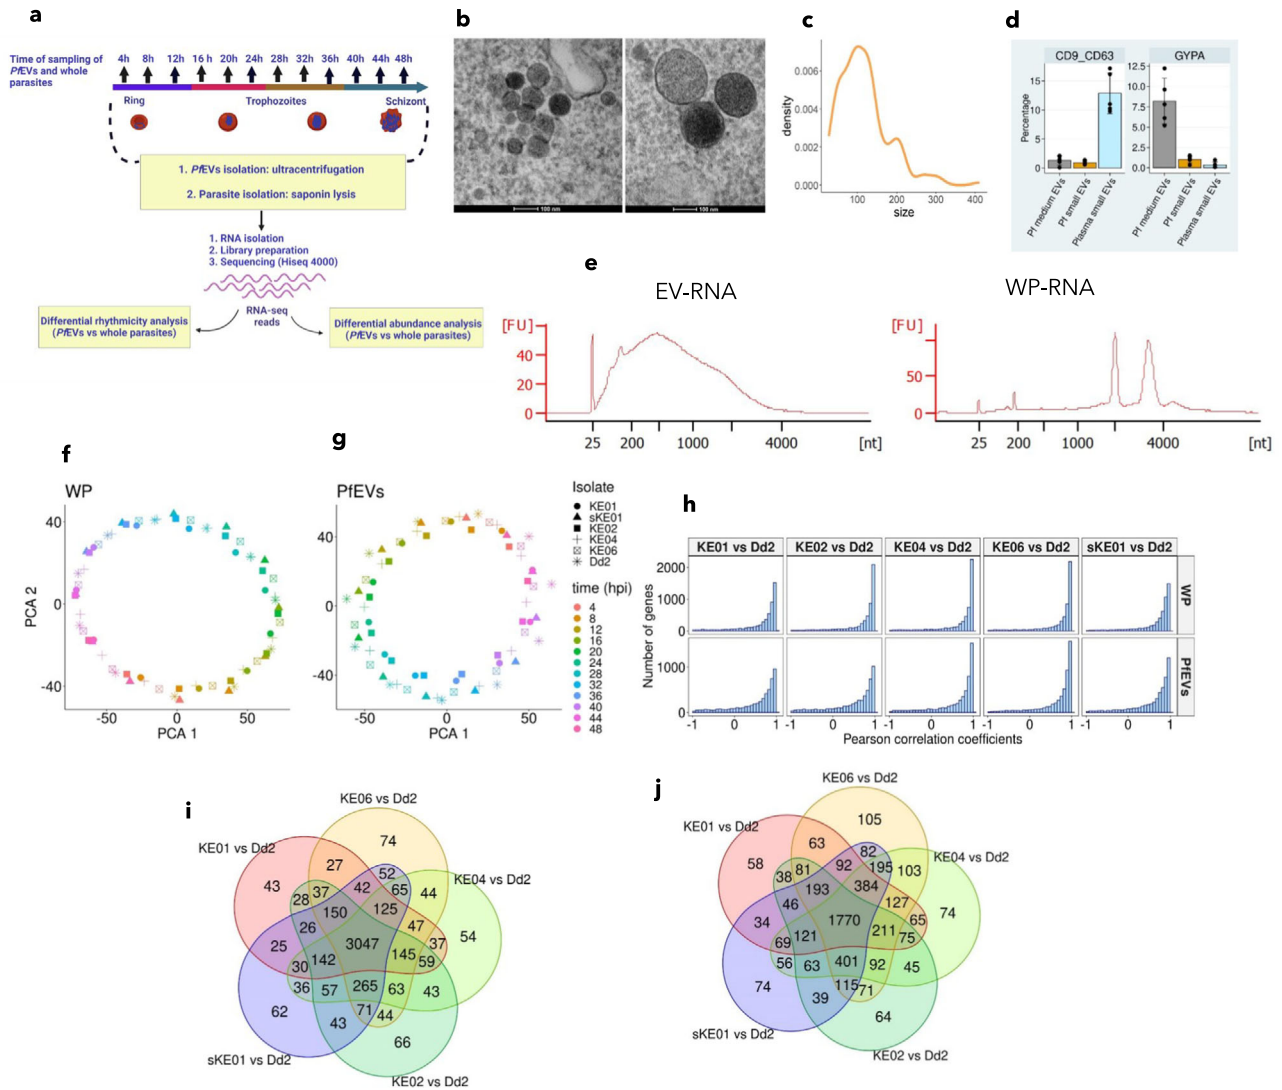 a
Time of sampling of
PfEVs and whole
parasites
4h 8h 12h 16 h 20h 24h 28h 32h 36h 40h 44h 48h
Ring Trophozoites Schizont
1. PfEVs isolation: ultracentrifugation
2. Parasite isolation: saponin lysis
1. RNA isolation
2. Library preparation
3. Sequencing (Hiseq 4000)
RNA-seq
reads
Differential rhythmicity analysis
(PfEVs vs whole parasites)
Differential abundance analysis
(PfEVs vs whole parasites)
b
100 nm
100 nm
c
density
0.006
0.004
0.002
0.000
100 200 300 400
size
d
CD9_CD63 GYPA
Percentage
15
10
5
0
12.5
10.0
7.5
5.0
2.5
0.0
Pf medium EVs
Pf small EVs
Plasma small EVs
Pf medium EVs
Pf small EVs
Plasma small EVs
e
EV-RNA
[FU]
40
20
0
25 200 1000 4000 [nt]
WP-RNA
[FU]
50
0
25 200 1000 4000 [nt]
f
WP
PCA 2
40
0
-40
-50 0 50
PCA 1
g
PfEVs
40
0
-40
-50 0 50
PCA 1
Isolate
KE01
sKE01
KE02
KE04
KE06
Dd2
time (hpi)
4
8
12
16
20
24
28
32
36
40
44
48
h
KE01 vs Dd2 KE02 vs Dd2 KE04 vs Dd2 KE06 vs Dd2 sKE01 vs Dd2
Number of genes
2000
1000
0
WP
1000
0
PfEVs
-1 0 1 -1 0 1 -1 0 1 -1 0 1 -1 0 1
Pearson correlation coefficients
i
KE06 vs Dd2
KE01 vs Dd2
KE04 vs Dd2
sKE01 vs Dd2
KE02 vs Dd2
74
27
52
43 37 42 65 44
28 150 125
26 47 54
25 3047 37
30 142 145 59
36 57 265 63 43
62 71 44
43
66
j
KE06 vs Dd2
KE01 vs Dd2
KE04 vs Dd2
sKE01 vs Dd2
KE02 vs Dd2
105
63 82
58 81 92 195 103
38 193 384
46 127
34 1770 65 74
69 121 211 75
56 63 401 92 45
74 115 71
39
64